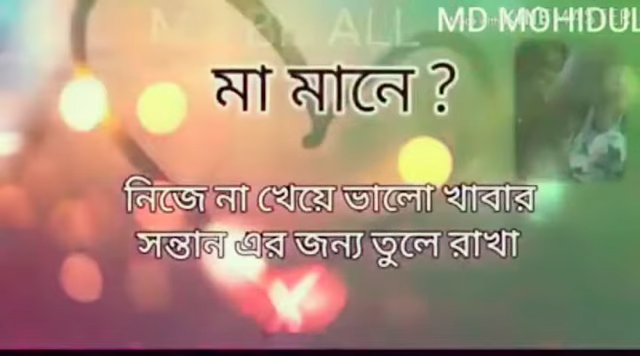 MD MOHIDUL
মা মানে ?
নিজে না খেয়ে ভালো খাবার
সন্তান এর জন্য তুলে রাখা